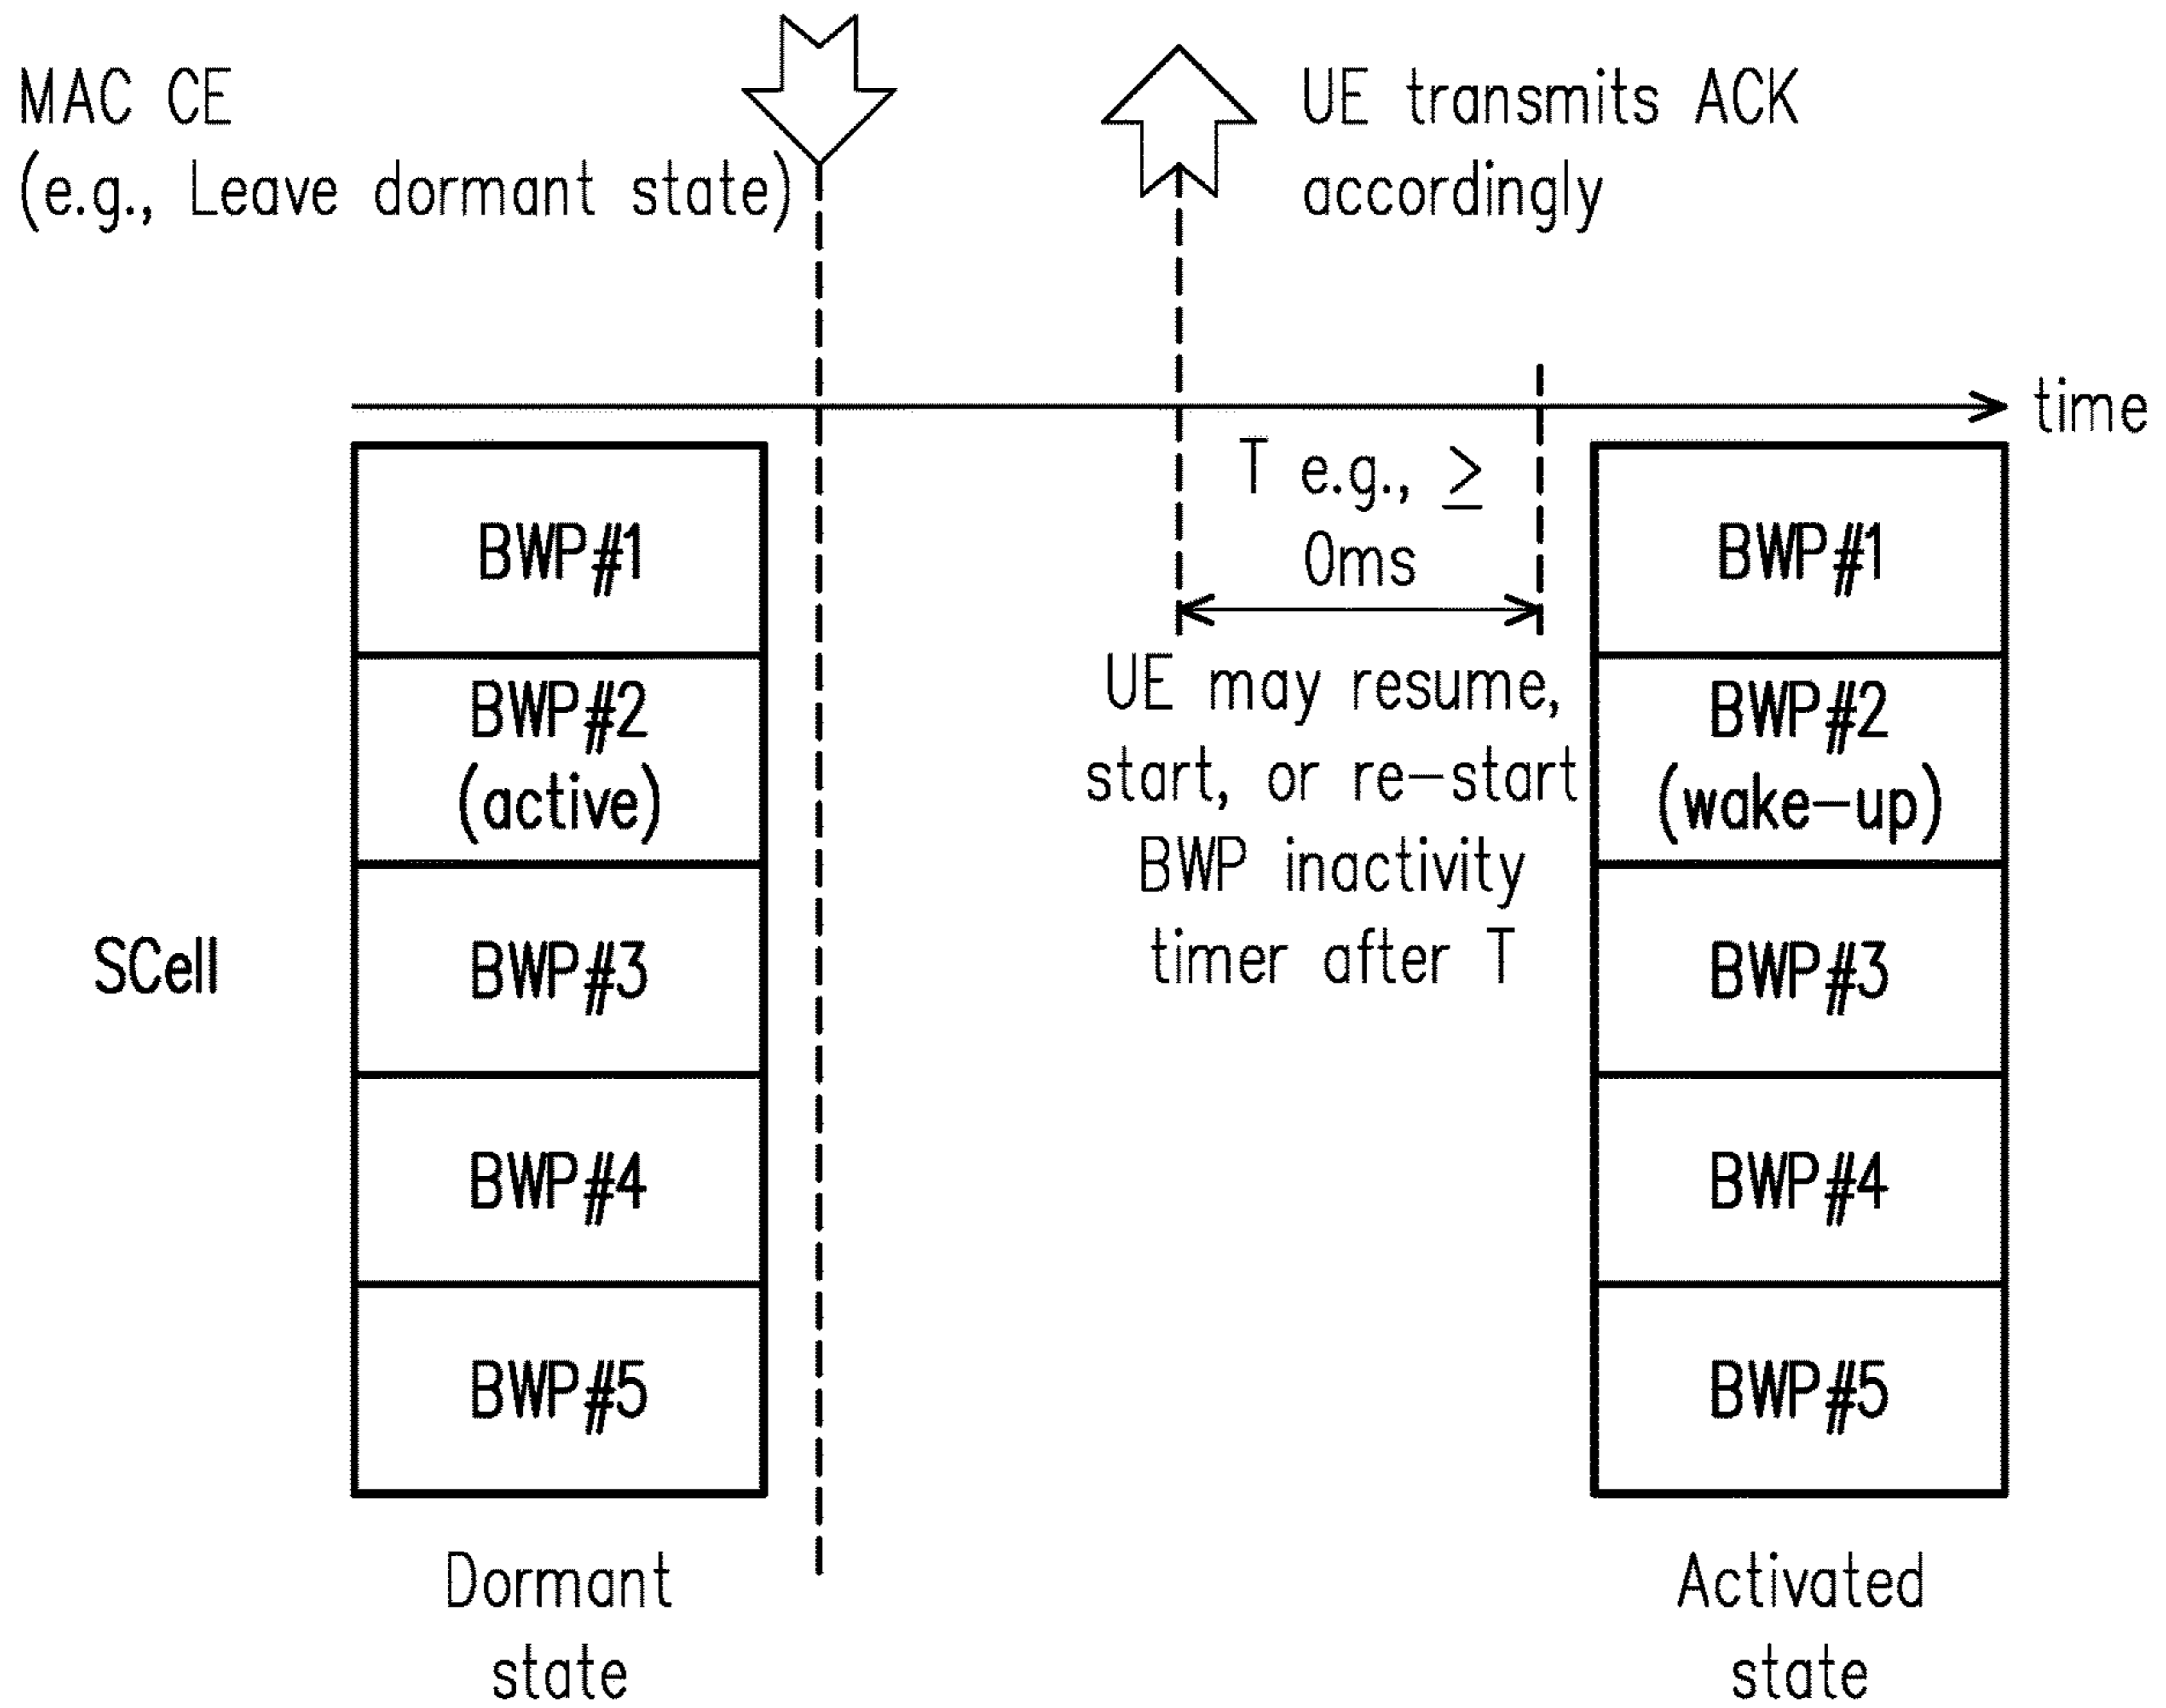 MAC CE
(e.g., Leave dormant state)
UE transmits ACK
accordingly
time
T e.g., ≥
0ms
UE may resume,
start, or re-start
BWP inactivity
timer after T
SCell
BWP#1
BWP#2
(active)
BWP#3
BWP#4
BWP#5
Dormant
state
BWP#1
BWP#2
(wake-up)
BWP#3
BWP#4
BWP#5
Activated
state